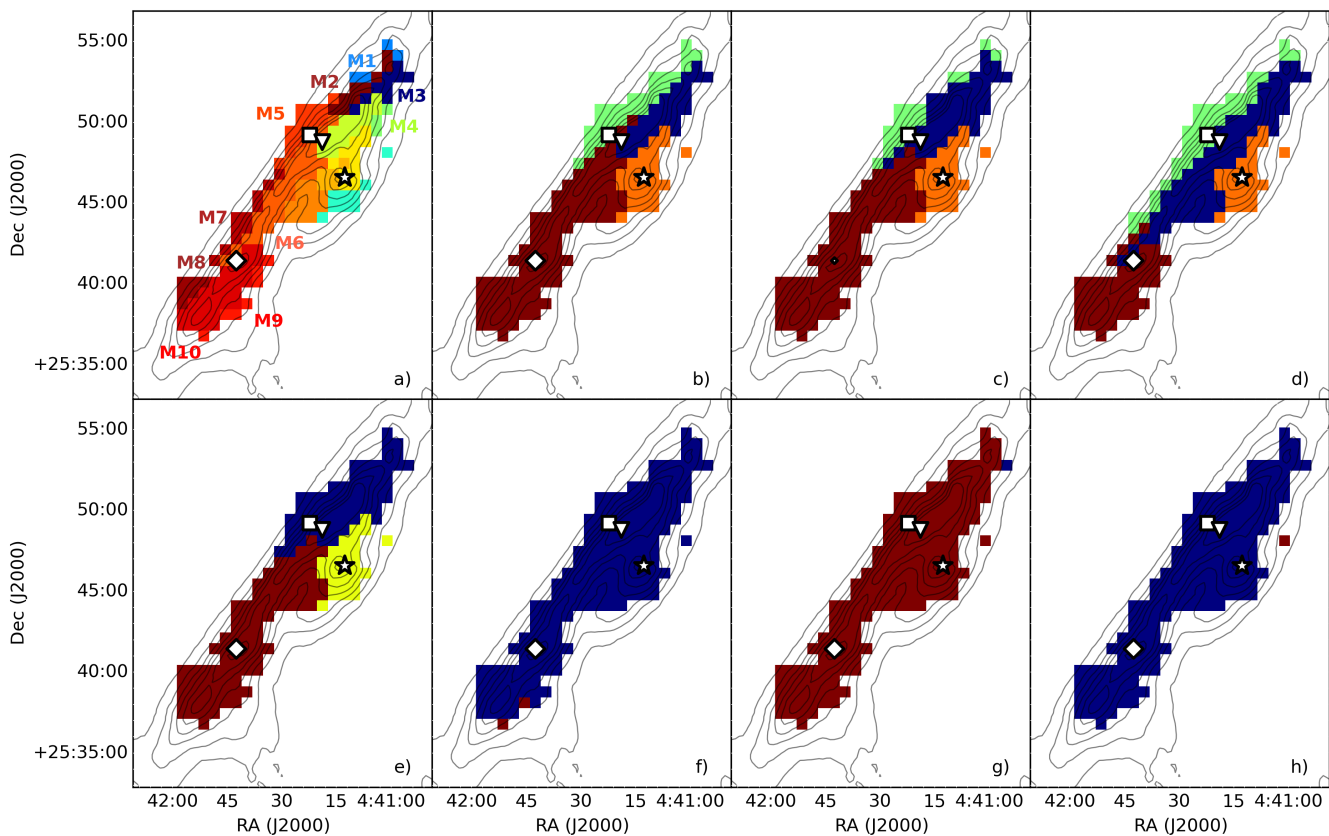 55:00
50:00
45:00
40:00
+25:35:00
Dec (J2000)
M1
M2
M3
M5
M4
M7
M6
M8
M9
M10
a)
b)
c)
d)
55:00
50:00
45:00
40:00
+25:35:00
Dec (J2000)
e)
f)
g)
h)
42:00 45 30 15 4:41:00
42:00 45 30 15 4:41:00
42:00 45 30 15 4:41:00
42:00 45 30 15 4:41:00
RA (J2000)
RA (J2000)
RA (J2000)
RA (J2000)